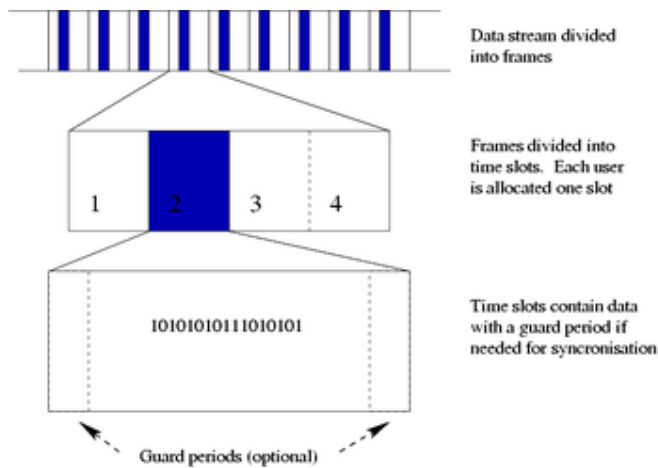 Data stream divided
into frames
Frames divided into
time slots. Each user
is allocated one slot
1 2 3 4
Time slots contain data
with a guard period if
needed for syncronisation
10101010111010101
Guard periods (optional)